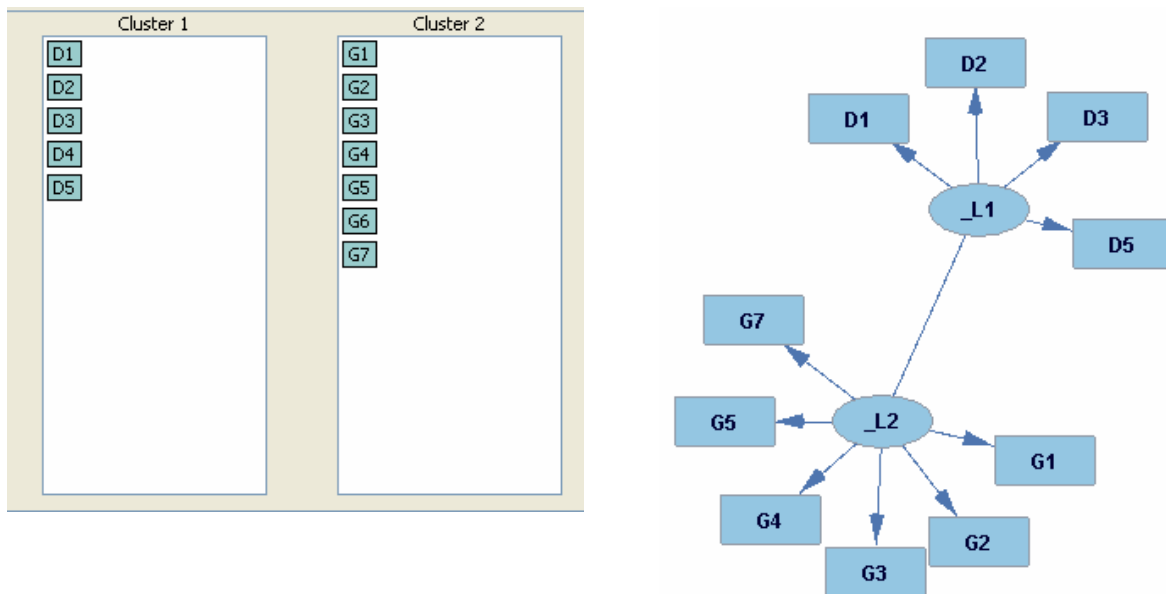 Cluster 1
Cluster 2
D1
D2
D3
D4
D5
G1
G2
G3
G4
G5
G6
G7
D2
D1
D3
_L1
D5
G7
G5
_L2
G1
G4
G2
G3